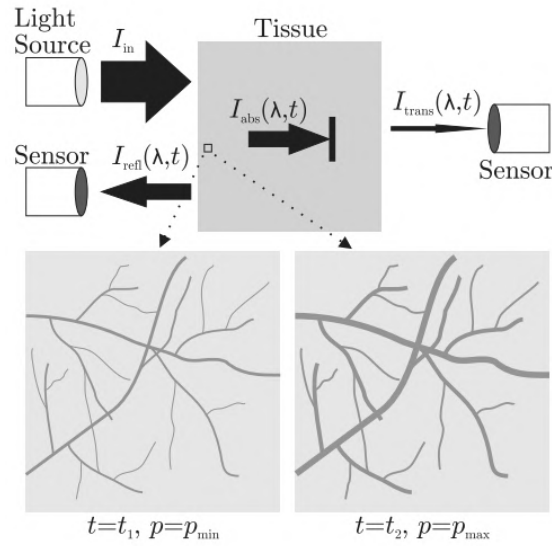 Light
Source
I_in
Tissue
I_abs(λ,t)
I_trans(λ,t)
Sensor
I_refl(λ,t)
Sensor
t=t_1, p=p_min
t=t_2, p=p_max